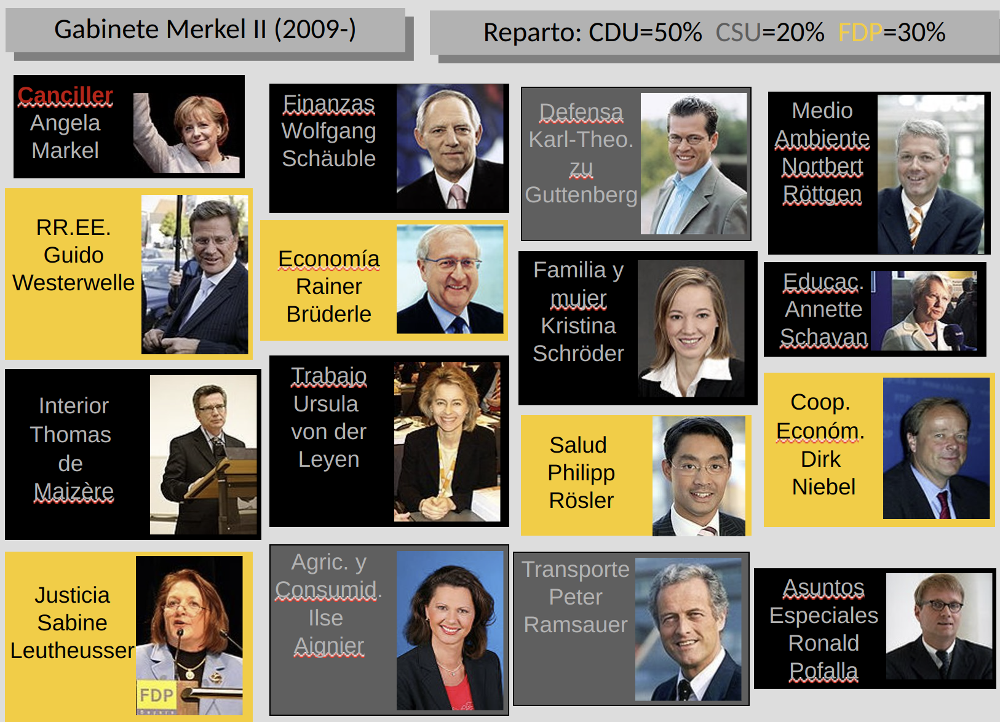 Gabinete Merkel II (2009-)
Reparto: CDU=50% CSU=20% FDP=30%
Canciller
Angela
Markel
Finanzas
Wolfgang
Schäuble
Defensa
Karl-Theo.
zu
Guttenberg
Medio
Ambiente
Nortbert
Röttgen
RR.EE.
Guido
Westerwelle
Economía
Rainer
Brüderle
Familia y
mujer
Kristina
Schröder
Educac.
Annette
Schavan
Interior
Thomas
de
Maizère
Trabajo
Ursula
von der
Leyen
Salud
Philipp
Rösler
Coop.
Económ.
Dirk
Niebel
Justicia
Sabine
Leutheusser
FDP
Agric. y
Consumid.
Ilse
Aignier
Transporte
Peter
Ramsauer
Asuntos
Especiales
Ronald
Pofalla